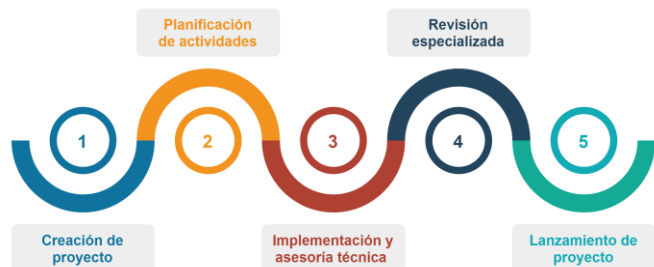 Planificación
de actividades
Revisión
especializada
1
2
3
4
5
Creación de
proyecto
Implementación y
asesoría técnica
Lanzamiento de
proyecto